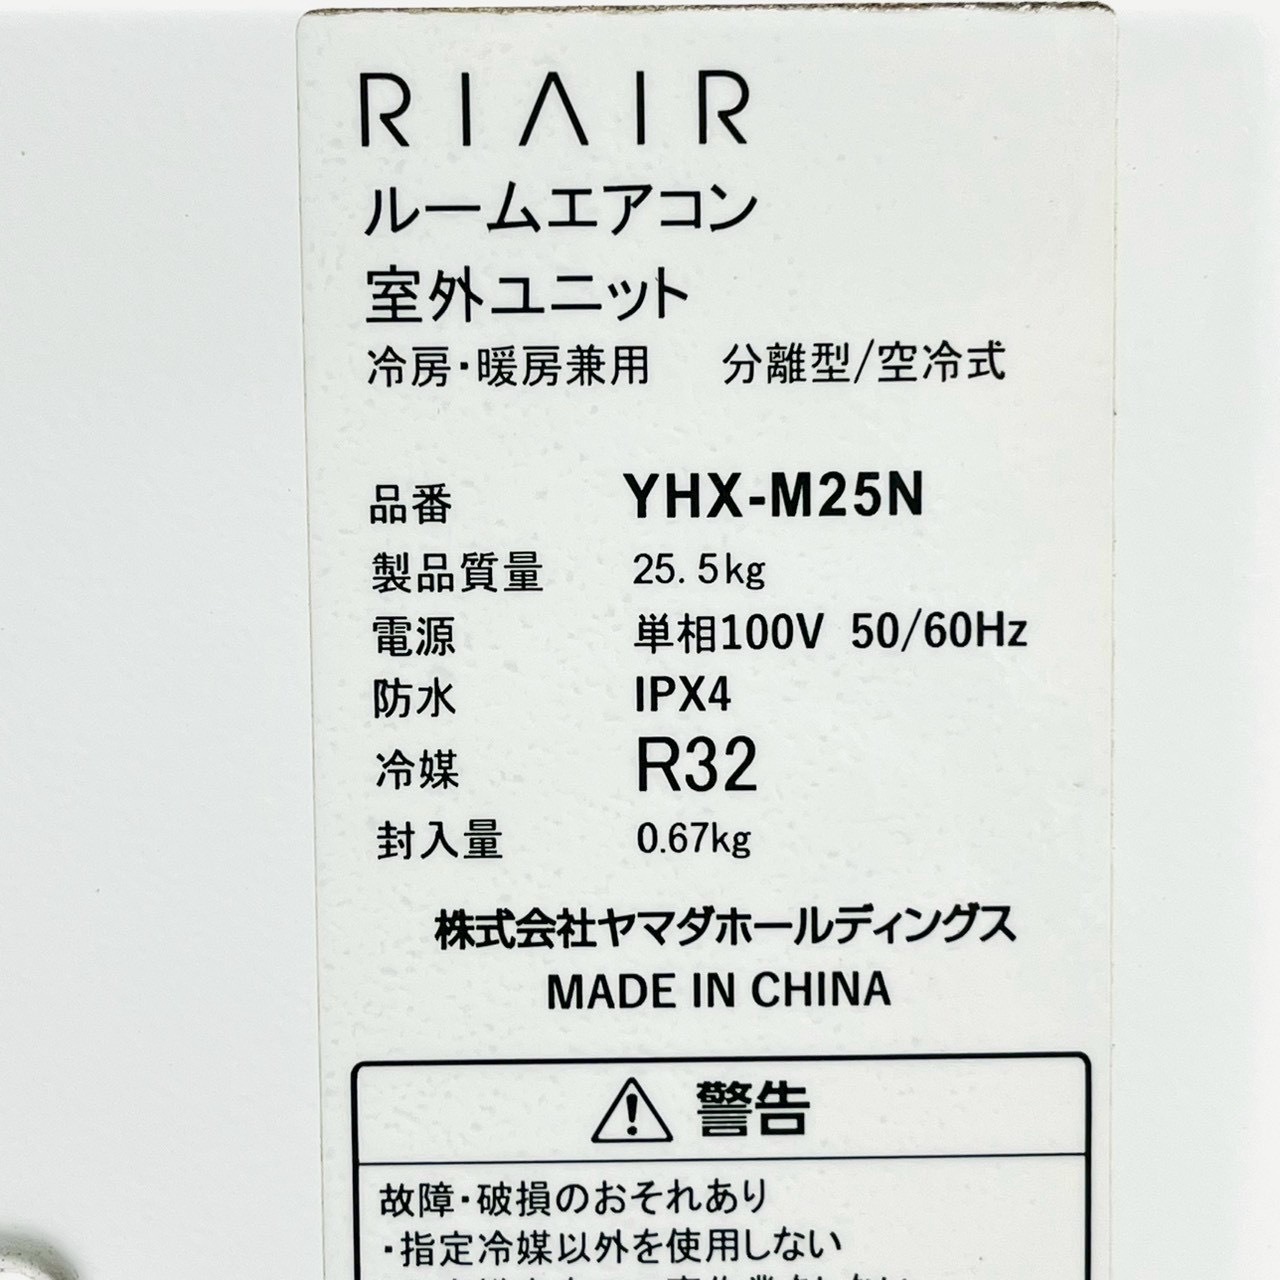 RIAIR
ルームエアコン
室外ユニット
冷房・暖房兼用 分離型/空冷式
品番 YHX-M25N
製品質量 25.5kg
電源 単相100V 50/60Hz
防水 IPX4
冷媒 R32
封入量 0.67kg
株式会社ヤマダホールディングス
MADE IN CHINA
警告
故障・破損のおそれあり
・指定冷媒以外を使用しない